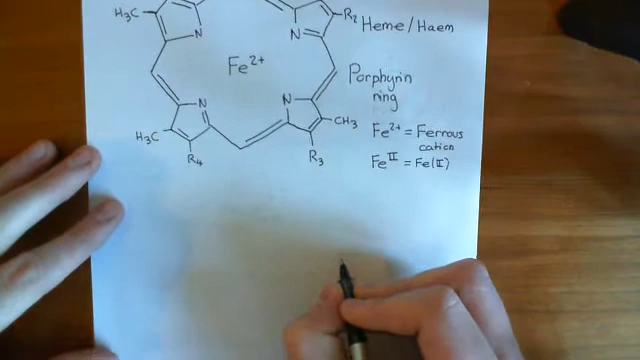 H₃C
N
N
R₂
Heme/Haem
Fe²⁺
Porphyrin
ring
N
N
H₃C
CH₃
R₄
R₃
Fe²⁺ = Ferrous
cation
Feᴵᴵ = Fe(II)